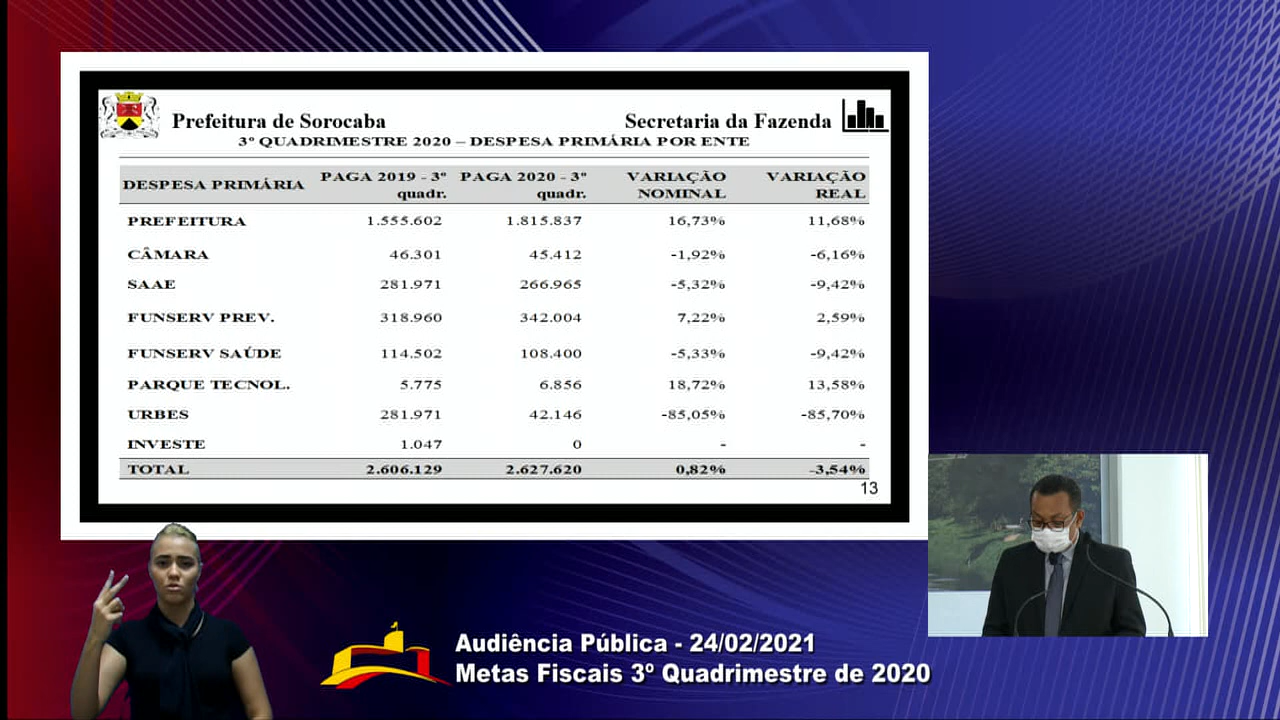 Prefeitura de Sorocaba Secretaria da Fazenda
3º QUADRIMESTRE 2020 – DESPESA PRIMÁRIA POR ENTE
DESPESA PRIMÁRIA PAGA 2019 - 3º quadr. PAGA 2020 - 3º quadr. VARIAÇÃO NOMINAL VARIAÇÃO REAL
PREFEITURA 1.555.602 1.815.837 16,73% 11,68%
CÂMARA 46.301 45.412 -1,92% -6,16%
SAAE 281.971 266.965 -5,32% -9,42%
FUNSERV PREV. 318.960 342.004 7,22% 2,59%
FUNSERV SAÚDE 114.502 108.400 -5,33% -9,42%
PARQUE TECNOL. 5.775 6.856 18,72% 13,58%
URBES 281.971 42.146 -85,05% -85,70%
INVESTE 1.047 0 - -
TOTAL 2.606.129 2.627.620 0,82% -3,54%
13
Audiência Pública - 24/02/2021
Metas Fiscais 3º Quadrimestre de 2020